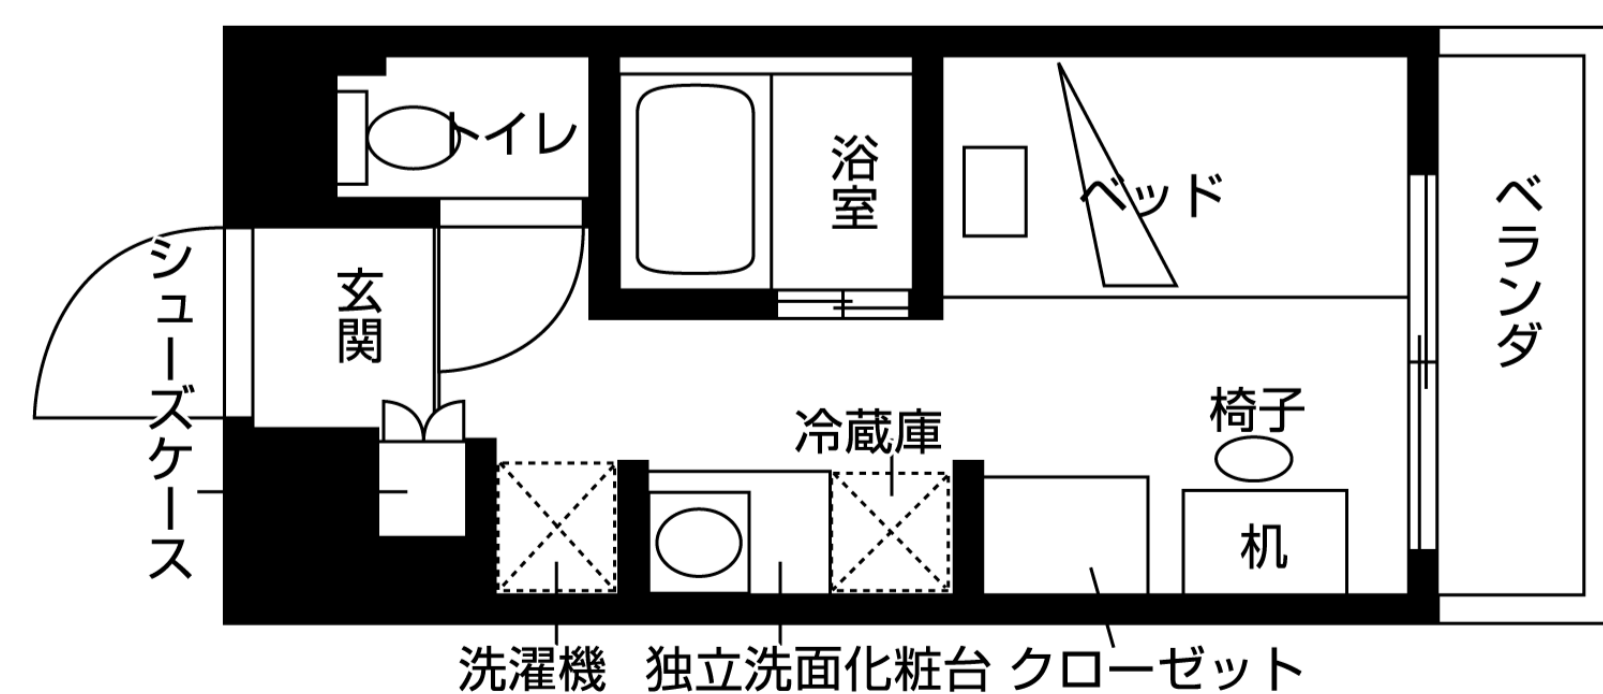 トイレ
浴室
ベッド
ベランダ
シューズケース
玄関
冷蔵庫
椅子
机
洗濯機
独立洗面化粧台
クローゼット